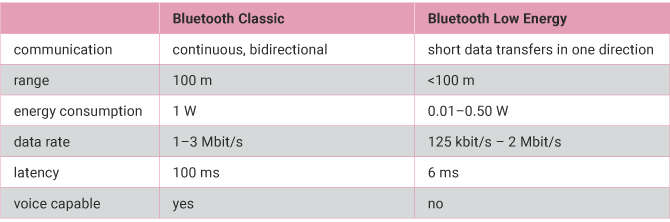 Bluetooth Classic Bluetooth Low Energy
communication continuous, bidirectional short data transfers in one direction
range 100 m <100 m
energy consumption 1 W 0.01–0.50 W
data rate 1–3 Mbit/s 125 kbit/s – 2 Mbit/s
latency 100 ms 6 ms
voice capable yes no